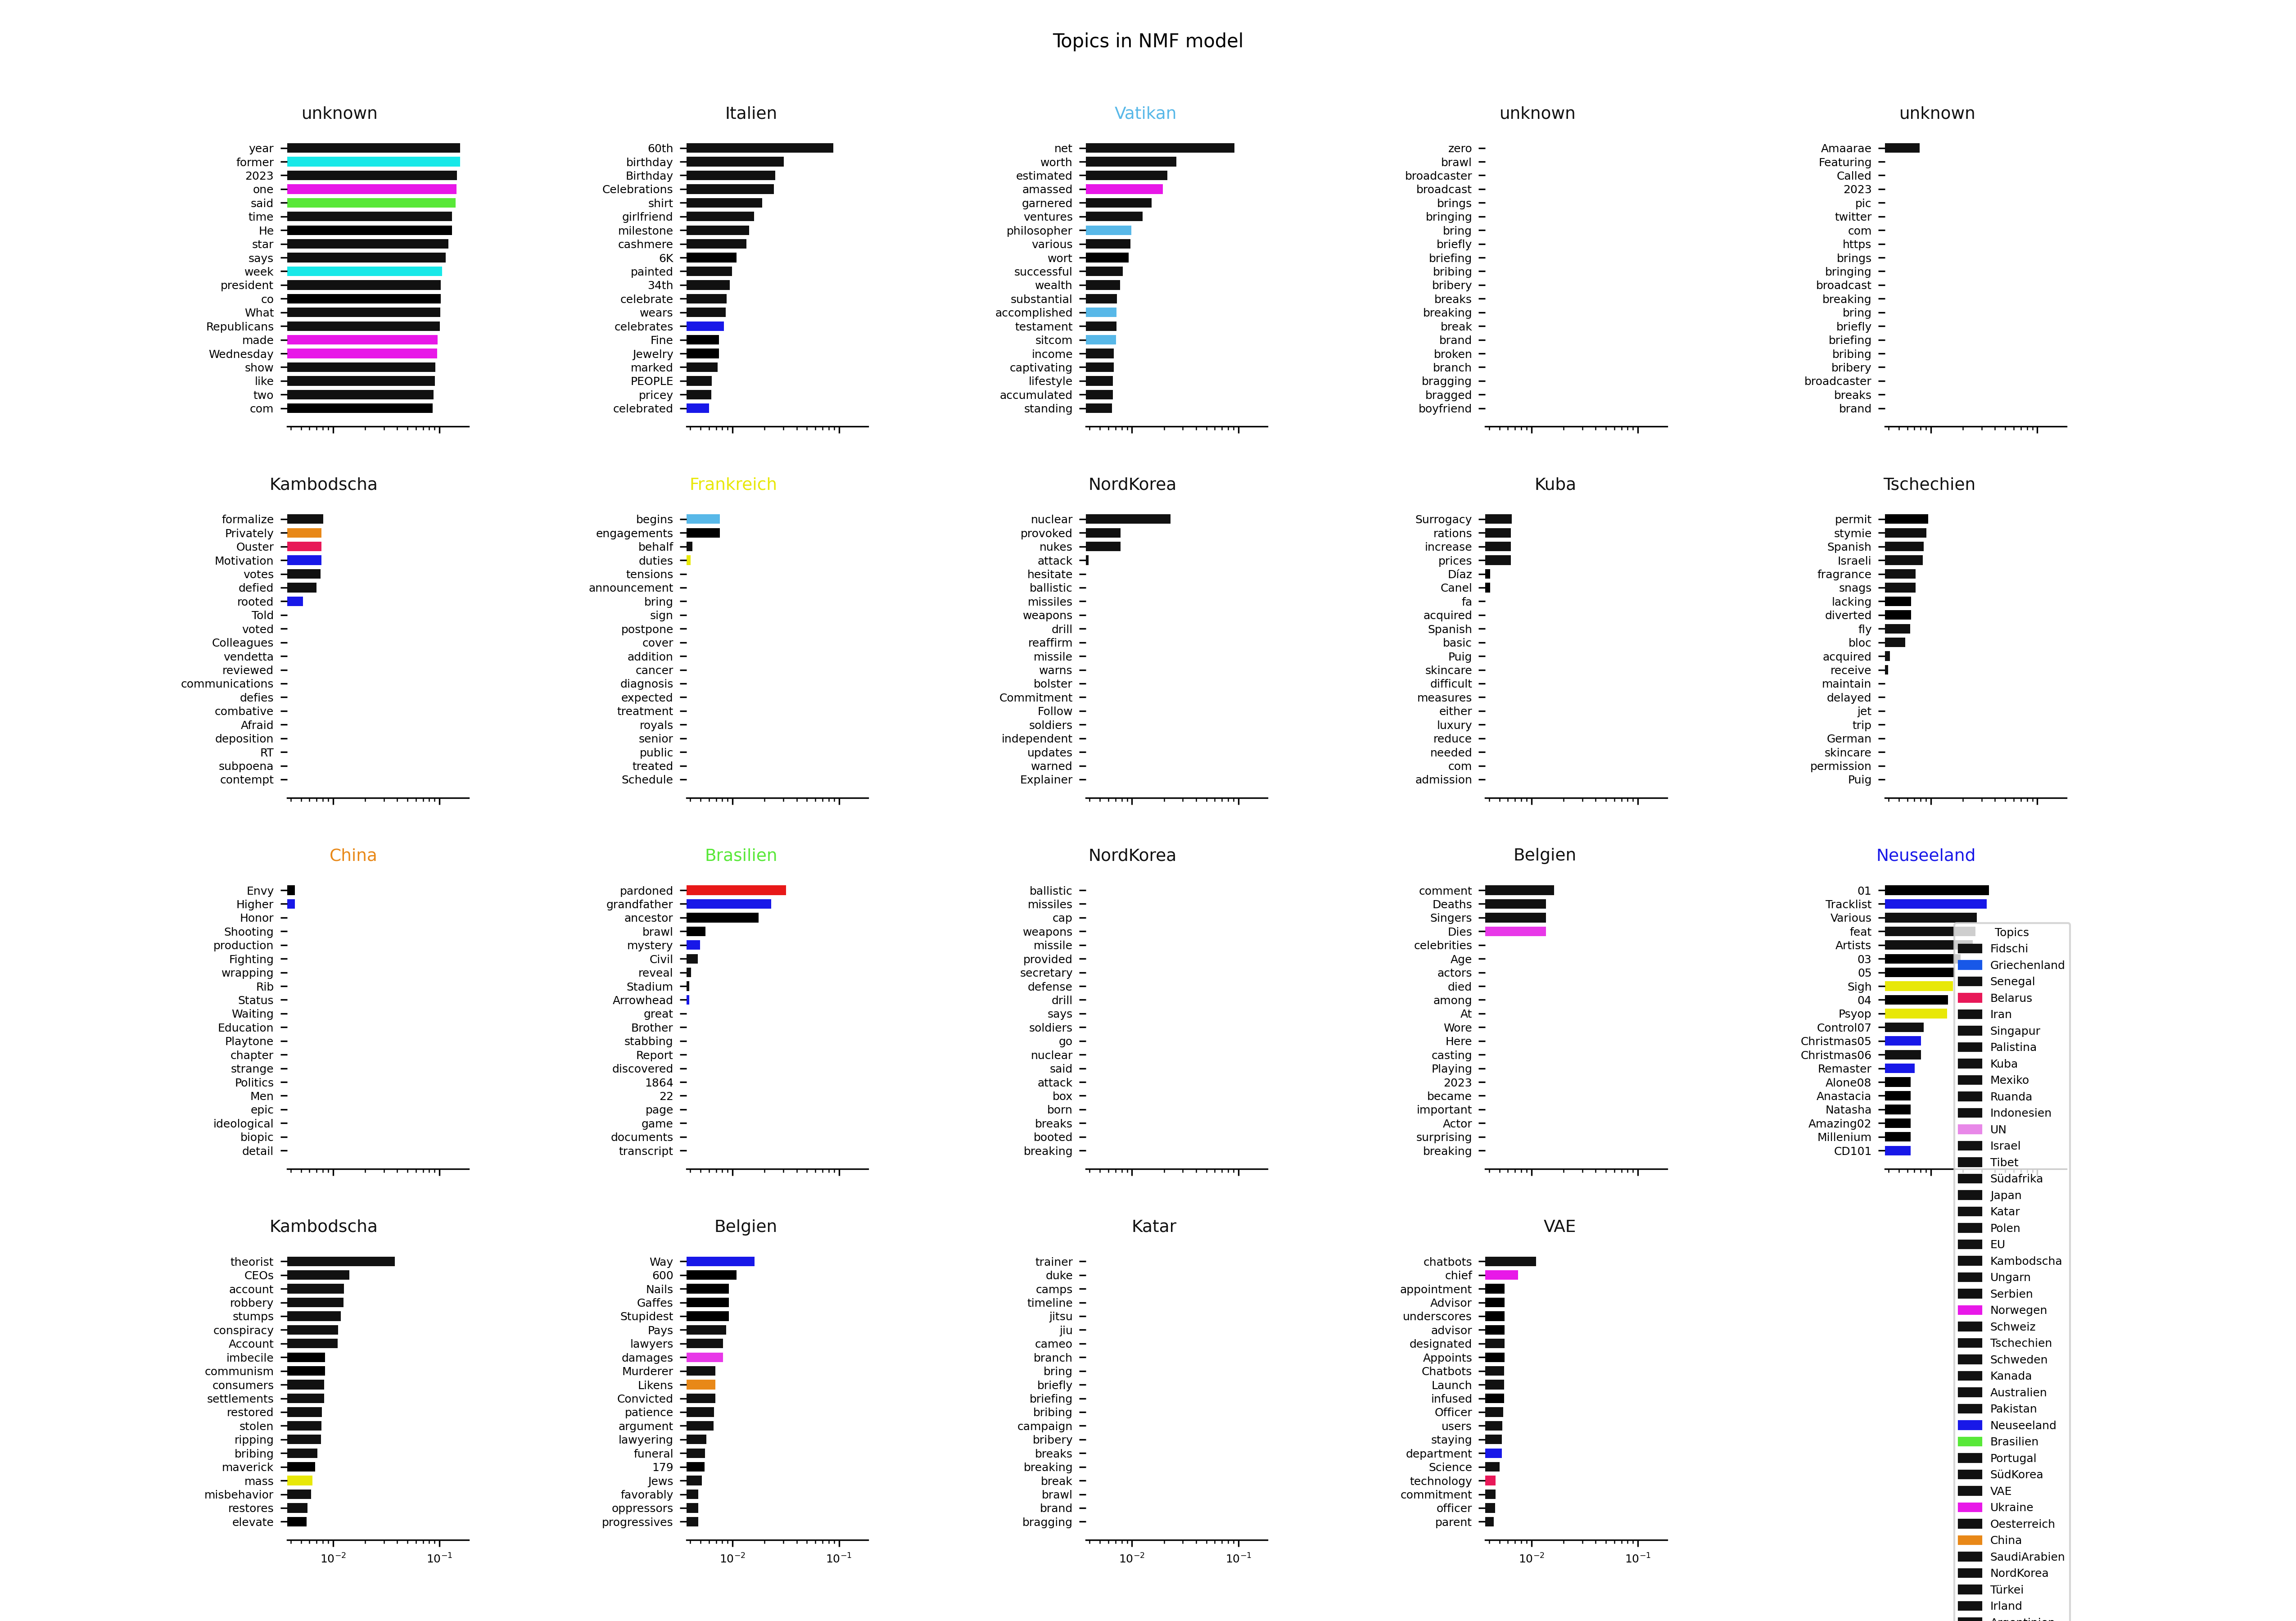 Topics in NMF model
unknown
year
former
2023
one
said
time
He
star
says
week
president
co
What
Republicans
made
Wednesday
show
like
two
com
Italien
60th
birthday
Birthday
Celebrations
shirt
girlfriend
milestone
cashmere
6K
painted
34th
celebrate
wears
celebrates
Fine
Jewelry
marked
PEOPLE
pricey
celebrated
Vatikan
net
worth
estimated
amassed
garnered
ventures
philosopher
various
wort
successful
wealth
substantial
accomplished
testament
sitcom
income
captivating
lifestyle
accumulated
standing
unknown
zero
brawl
broadcaster
broadcast
brings
bringing
bring
briefly
briefing
bribing
bribery
breaks
breaking
break
brand
broken
branch
bragging
bragged
boyfriend
unknown
Amaarae
Featuring
Called
2023
pic
twitter
com
https
brings
bringing
broadcast
breaking
bring
briefly
briefing
bribing
bribery
broadcaster
breaks
brand
Kambodscha
formalize
Privately
Ouster
Motivation
votes
defied
rooted
Told
voted
Colleagues
vendetta
reviewed
communications
defies
combative
Afraid
deposition
RT
subpoena
contempt
Frankreich
begins
engagements
behalf
duties
tensions
announcement
bring
sign
postpone
cover
addition
cancer
diagnosis
expected
treatment
royals
senior
public
treated
Schedule
NordKorea
nuclear
provoked
nukes
attack
hesitate
ballistic
missiles
weapons
drill
reaffirm
missile
warns
bolster
Commitment
Follow
soldiers
independent
updates
warned
Explainer
Kuba
Surrogacy
rations
increase
prices
Díaz
Canel
fa
acquired
Spanish
basic
Puig
skincare
difficult
measures
either
luxury
reduce
needed
com
admission
Tschechien
permit
stymie
Spanish
Israeli
fragrance
snags
lacking
diverted
fly
bloc
acquired
receive
maintain
delayed
jet
trip
German
skincare
permission
Puig
China
Envy
Higher
Honor
Shooting
production
Fighting
wrapping
Rib
Status
Waiting
Education
Playtone
chapter
strange
Politics
Men
epic
ideological
biopic
detail
Brasilien
pardoned
grandfather
ancestor
brawl
mystery
Civil
reveal
Stadium
Arrowhead
great
Brother
stabbing
Report
discovered
1864
22
page
game
documents
transcript
NordKorea
ballistic
missiles
cap
weapons
missile
provided
secretary
defense
drill
says
soldiers
go
nuclear
said
attack
box
born
breaks
booted
breaking
Belgien
comment
Deaths
Singers
Dies
celebrities
Age
actors
died
among
At
Wore
Here
casting
Playing
2023
became
important
Actor
surprising
breaking
Neuseeland
01
Tracklist
Various
feat
Artists
03
05
Sigh
04
Psyop
Control07
Christmas05
Christmas06
Remaster
Alone08
Anastacia
Natasha
Amazing02
Millenium
CD101
Kambodscha
theorist
CEOs
account
robbery
stumps
conspiracy
Account
imbecile
communism
consumers
settlements
restored
stolen
ripping
bribing
maverick
mass
misbehavior
restores
elevate
10⁻² 10⁻¹
Belgien
Way
600
Nails
Gaffes
Stupidest
Pays
lawyers
damages
Murderer
Likens
Convicted
patience
argument
lawyering
funeral
179
Jews
favorably
oppressors
progressives
10⁻² 10⁻¹
Katar
trainer
duke
camps
timeline
jitsu
jiu
cameo
branch
bring
briefly
briefing
bribing
campaign
bribery
breaks
breaking
break
brawl
brand
bragging
10⁻² 10⁻¹
VAE
chatbots
chief
appointment
Advisor
underscores
advisor
designated
Appoints
Chatbots
Launch
infused
Officer
users
staying
department
Science
technology
commitment
officer
parent
10⁻² 10⁻¹
Topics
Fidschi
Griechenland
Senegal
Belarus
Iran
Singapur
Palistina
Kuba
Mexiko
Ruanda
Indonesien
UN
Israel
Tibet
Südafrika
Japan
Katar
Polen
EU
Kambodscha
Ungarn
Serbien
Norwegen
Schweiz
Tschechien
Schweden
Kanada
Australien
Pakistan
Neuseeland
Brasilien
Portugal
SüdKorea
VAE
Ukraine
Oesterreich
China
SaudiArabien
NordKorea
Türkei
Irland